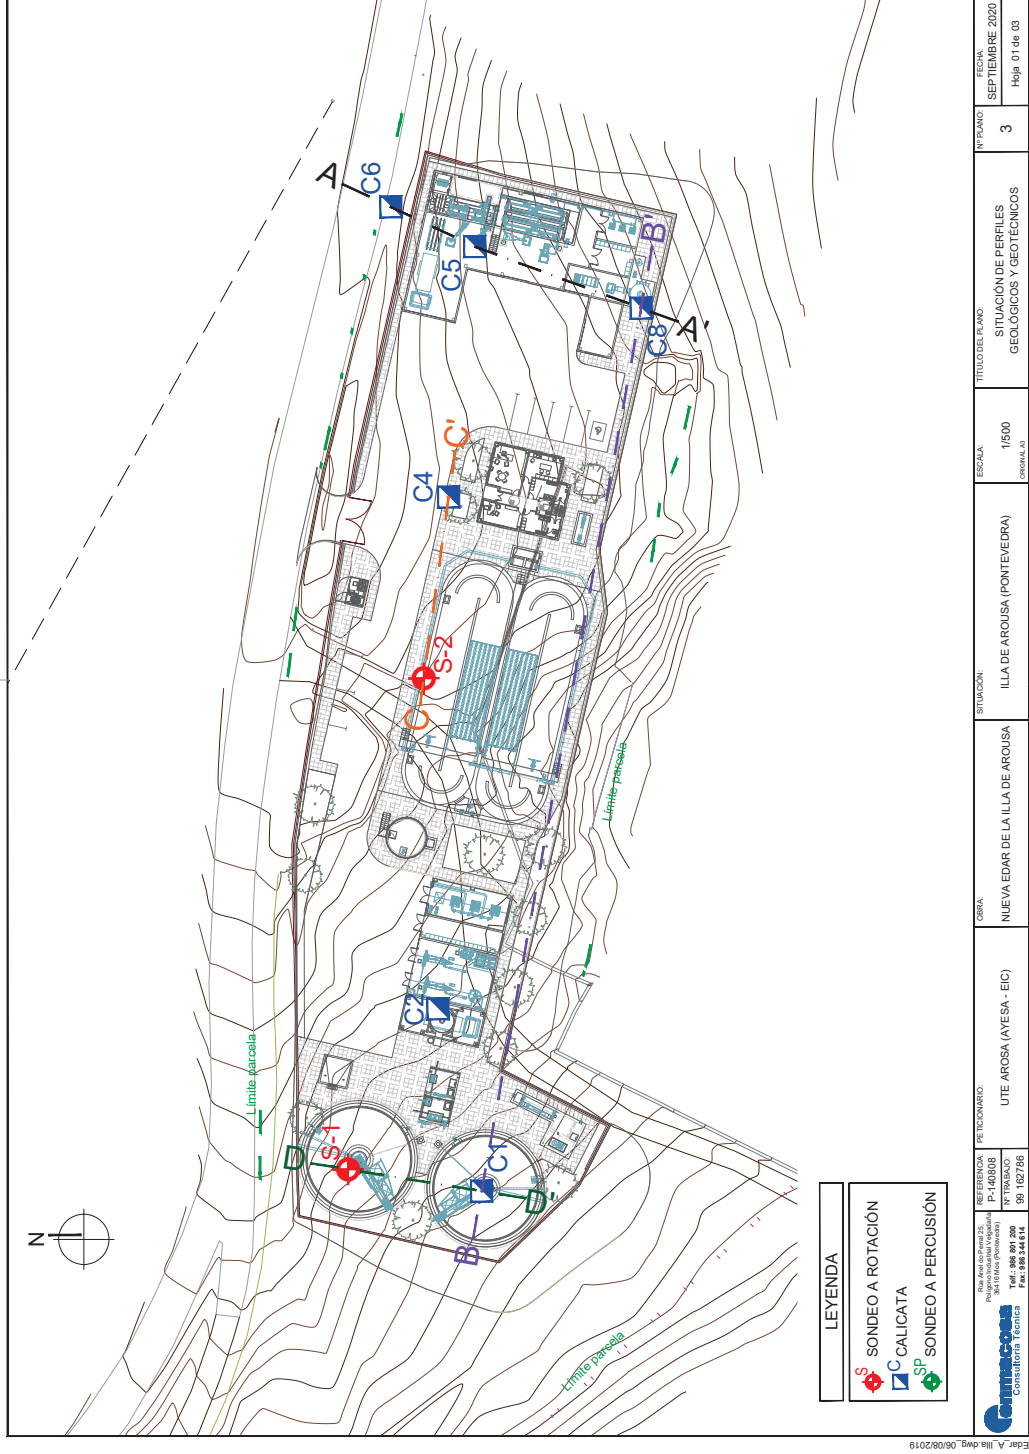 N
A
C6
C5
B'
C8
A'
C4
C'
S-2
C
Límite parcela
C2
Límite parcela
D
S-1
C1
D'
B
Límite parcela
LEYENDA
S SONDEO A ROTACIÓN
C CALICATA
SP SONDEO A PERCUSIÓN
Consultoría Técnica
Telf.: 986 801 200
Fax: 986 344 614
REFERENCIA:
P-140808
Nº TRABAJO:
99 162786
PETICIONARIO:
UTE AROSA (AYESA - EIC)
OBRA:
NUEVA EDAR DE LA ILLA DE AROUSA
SITUACIÓN:
ILLA DE AROUSA (PONTEVEDRA)
ESCALA:
1/500
ORIGINAL A3
TÍTULO DEL PLANO:
SITUACIÓN DE PERFILES
GEOLÓGICOS Y GEOTÉCNICOS
Nº PLANO:
3
FECHA:
SEPTIEMBRE 2020
Hoja 01 de 03